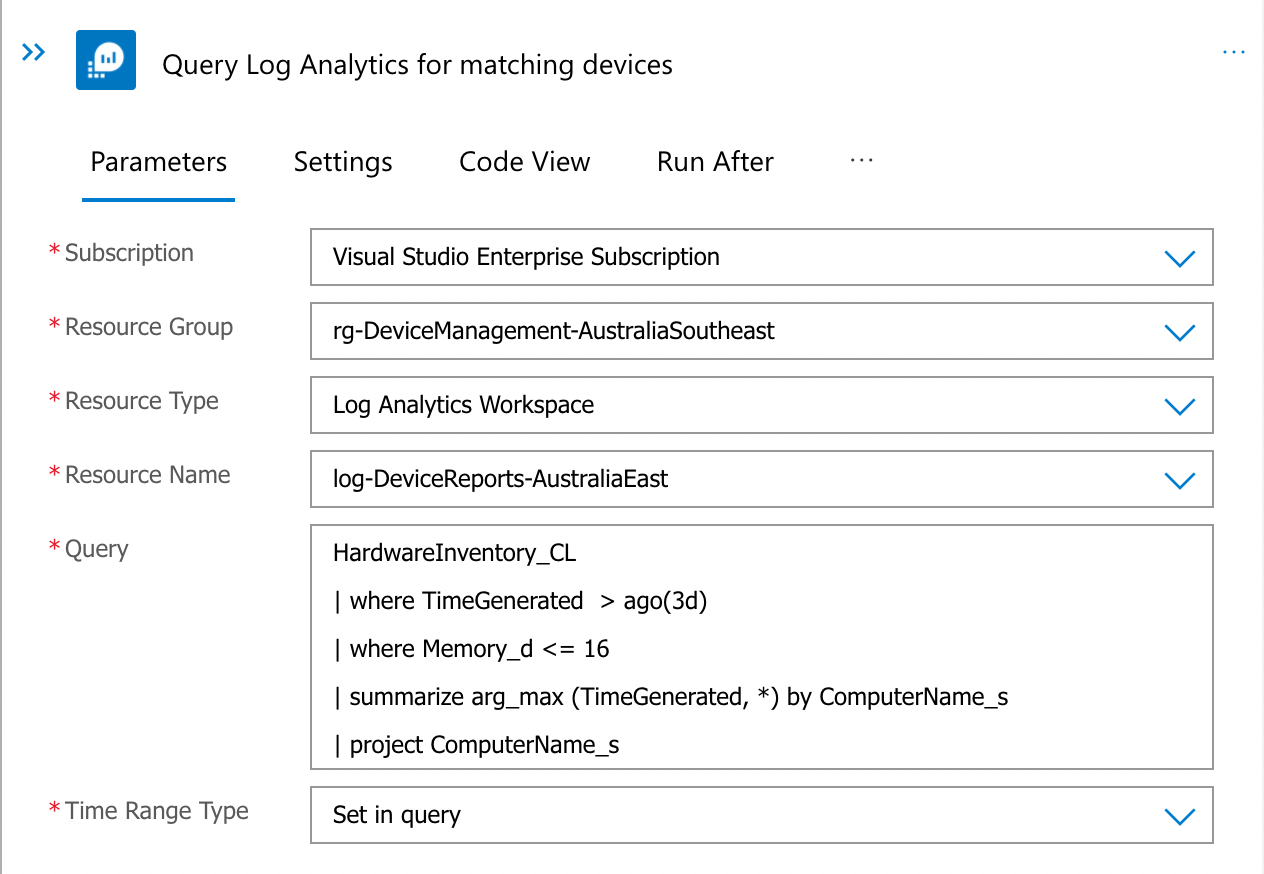 Query Log Analytics for matching devices
Parameters Settings Code View Run After ...
* Subscription Visual Studio Enterprise Subscription
* Resource Group rg-DeviceManagement-AustraliaSoutheast
* Resource Type Log Analytics Workspace
* Resource Name log-DeviceReports-AustraliaEast
* Query HardwareInventory_CL
| where TimeGenerated  > ago(3d)
| where Memory_d <= 16
| summarize arg_max (TimeGenerated, *) by ComputerName_s
| project ComputerName_s
* Time Range Type Set in query